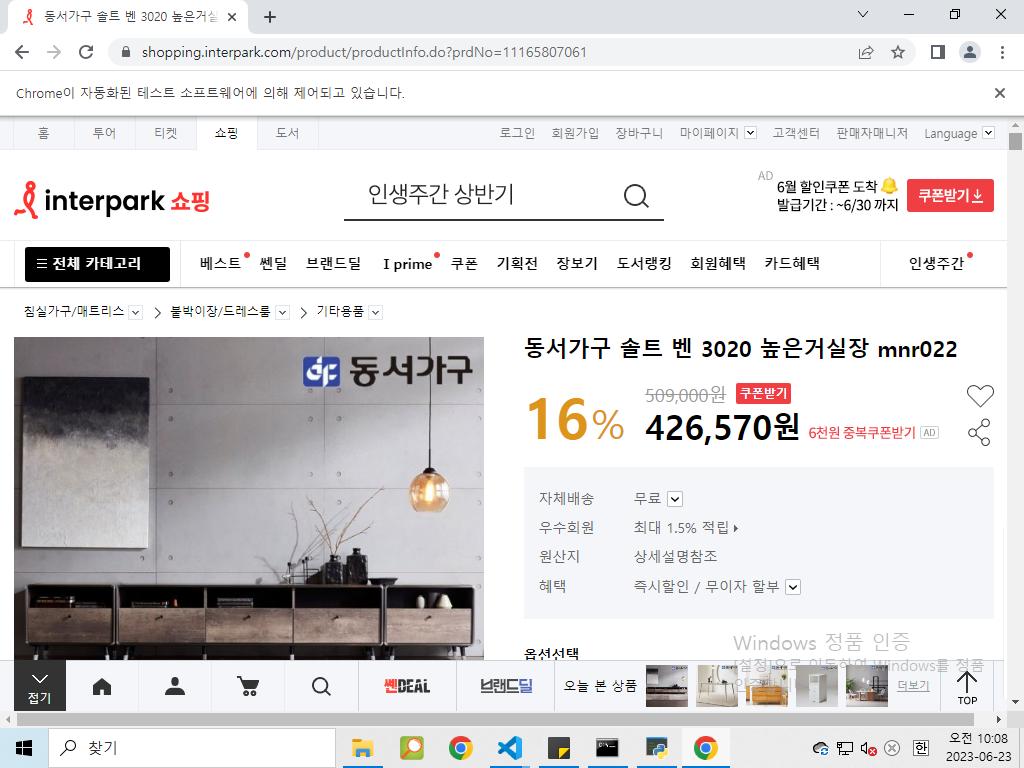 동서가구 솔트 벤 3020 높은거실
shopping.interpark.com/product/productInfo.do?prdNo=11165807061
Chrome이 자동화된 테스트 소프트웨어에 의해 제어되고 있습니다.
홈 투어 티켓 쇼핑 도서 로그인 회원가입 장바구니 마이페이지 고객센터 판매자매니저 Language
interpark 쇼핑
인생주간 상반기
AD
6월 할인쿠폰 도착
발급기간 : ~6/30 까지
쿠폰받기
전체 카테고리 베스트 쎈딜 브랜드딜 I prime 쿠폰 기획전 장보기 도서랭킹 회원혜택 카드혜택 인생주간
침실가구/매트리스 붙박이장/드레스룸 기타용품
동서가구
동서가구 솔트 벤 3020 높은거실장 mnr022
16%
509,000원 쿠폰받기
426,570원 6천원 중복쿠폰받기 AD
자체배송 무료
우수회원 최대 1.5% 적립
원산지 상세설명참조
혜택 즉시할인 / 무이자 할부
옵션선택
Windows 정품 인증
[설정]으로 이동하여 Windows를 정품
접기
쎈DEAL
브랜드딜
오늘 본 상품
더보기
TOP
찾기
한
오전 10:08
2023-06-23